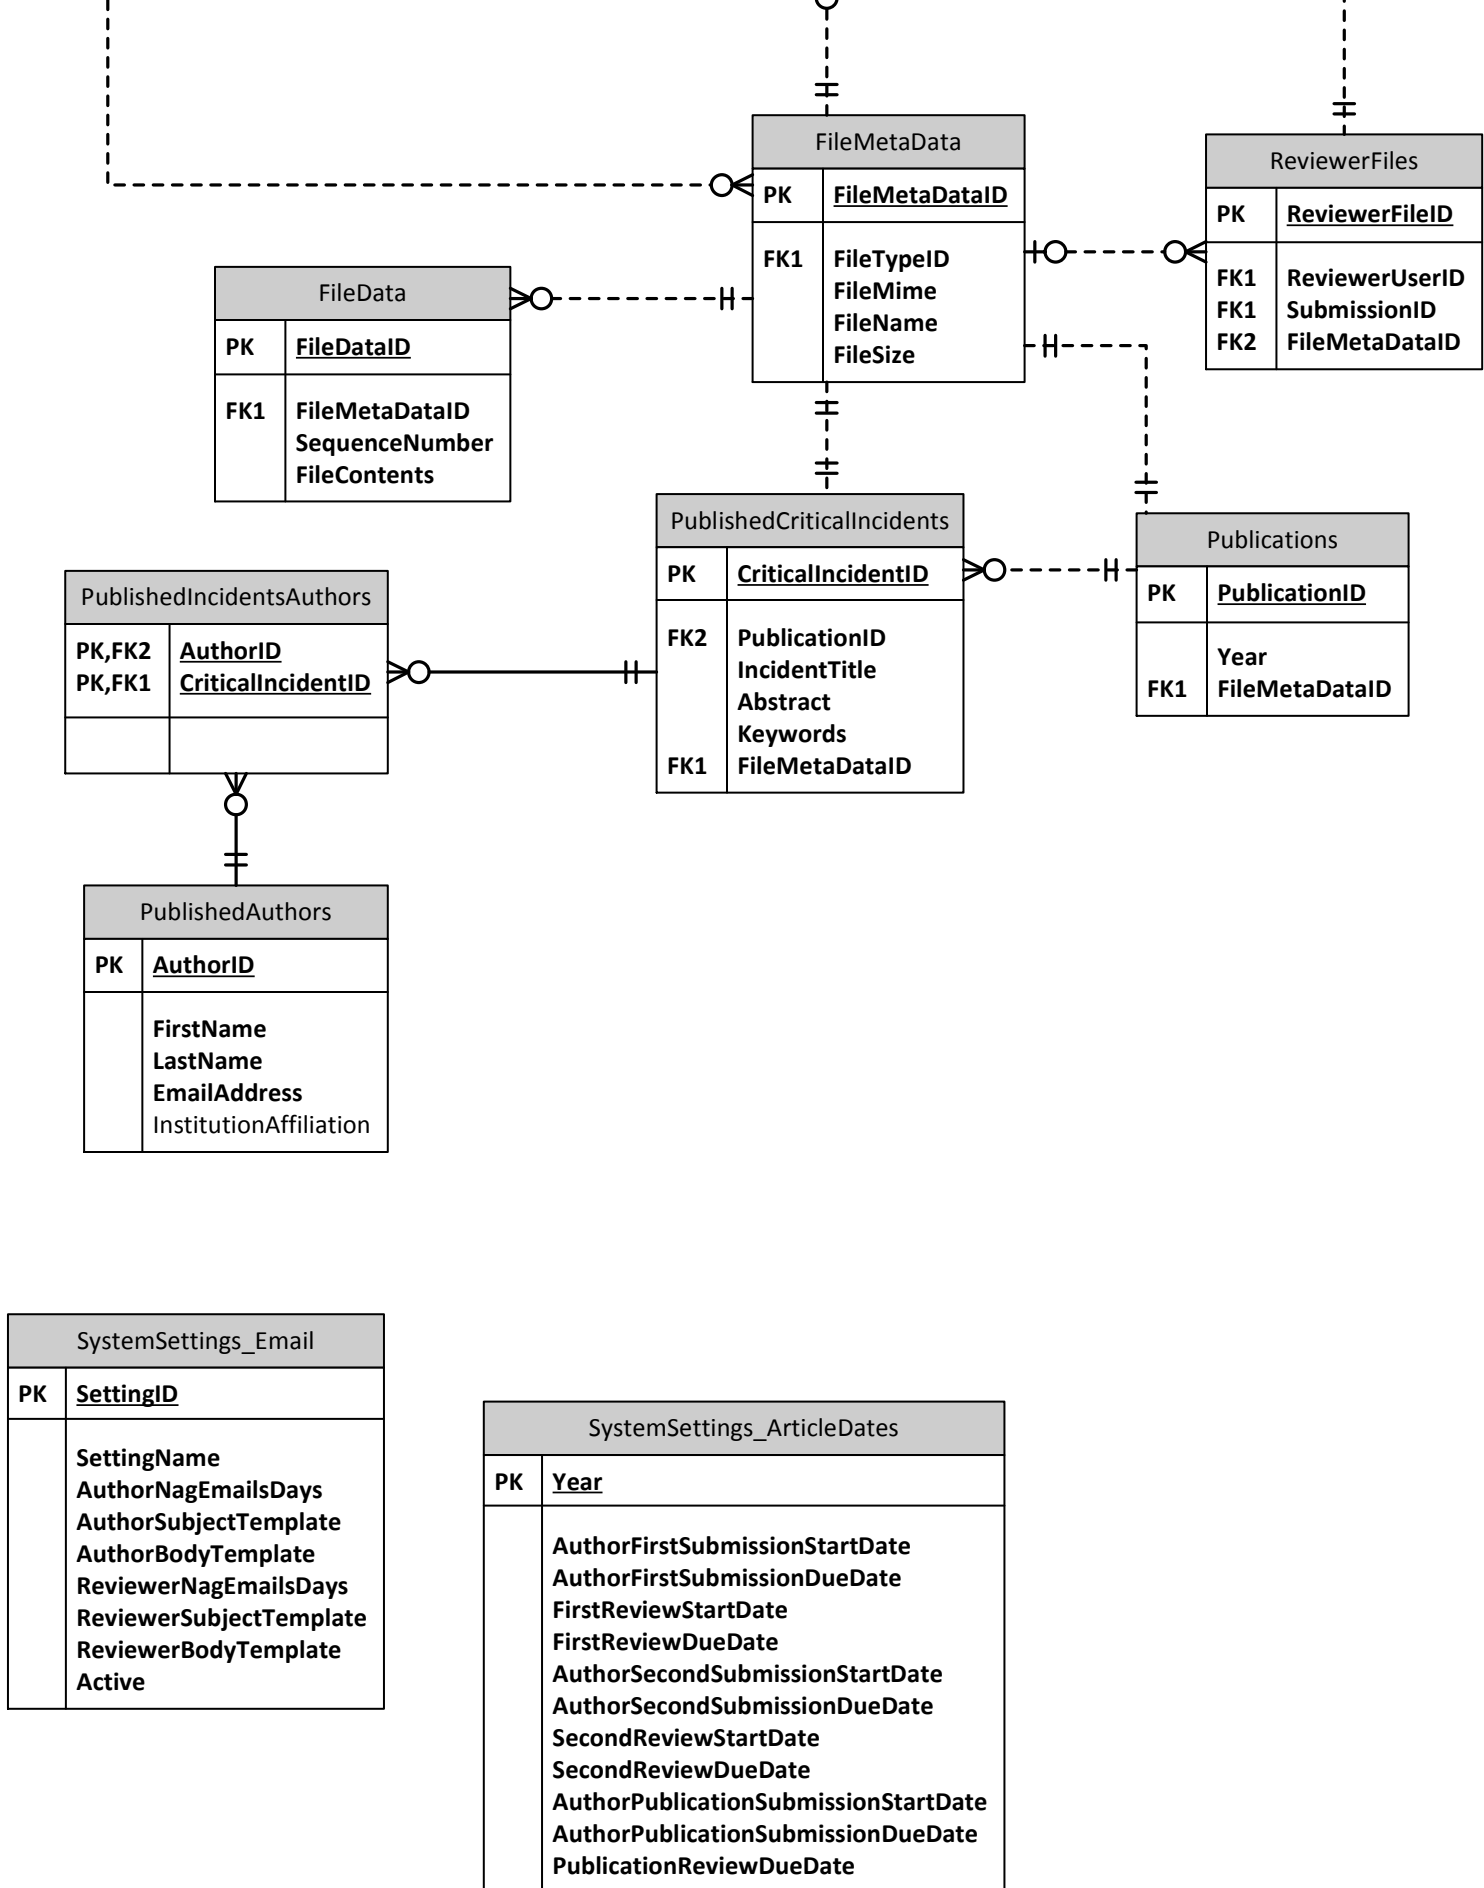 FileMetaData
PK FileMetaDataID
FK1 FileTypeID
FileMime
FileName
FileSize
ReviewerFiles
PK ReviewerFileID
FK1 ReviewerUserID
FK1 SubmissionID
FK2 FileMetaDataID
FileData
PK FileDataID
FK1 FileMetaDataID
SequenceNumber
FileContents
PublishedCriticalIncidents
PK CriticalIncidentID
FK2 PublicationID
IncidentTitle
Abstract
Keywords
FK1 FileMetaDataID
Publications
PK PublicationID
Year
FK1 FileMetaDataID
PublishedIncidentsAuthors
PK,FK2 AuthorID
PK,FK1 CriticalIncidentID
PublishedAuthors
PK AuthorID
FirstName
LastName
EmailAddress
InstitutionAffiliation
SystemSettings_Email
PK SettingID
SettingName
AuthorNagEmailsDays
AuthorSubjectTemplate
AuthorBodyTemplate
ReviewerNagEmailsDays
ReviewerSubjectTemplate
ReviewerBodyTemplate
Active
SystemSettings_ArticleDates
PK Year
AuthorFirstSubmissionStartDate
AuthorFirstSubmissionDueDate
FirstReviewStartDate
FirstReviewDueDate
AuthorSecondSubmissionStartDate
AuthorSecondSubmissionDueDate
SecondReviewStartDate
SecondReviewDueDate
AuthorPublicationSubmissionStartDate
AuthorPublicationSubmissionDueDate
PublicationReviewDueDate